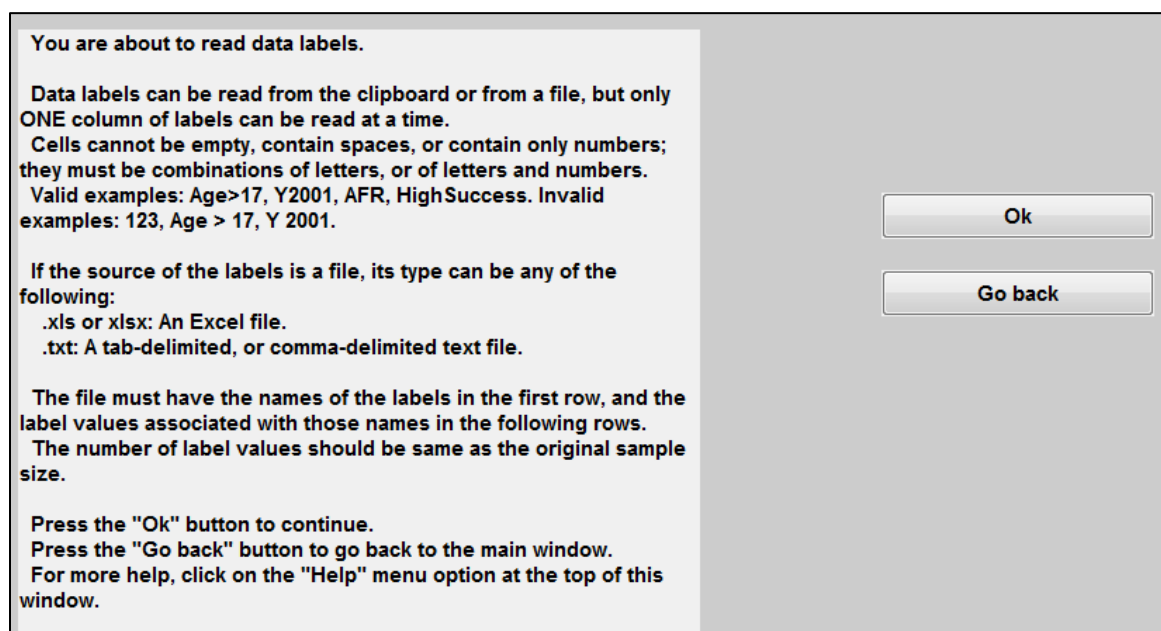 You are about to read data labels.
Data labels can be read from the clipboard or from a file, but only
ONE column of labels can be read at a time.
Cells cannot be empty, contain spaces, or contain only numbers;
they must be combinations of letters, or of letters and numbers.
Valid examples: Age>17, Y2001, AFR, HighSuccess. Invalid
examples: 123, Age > 17, Y 2001.
If the source of the labels is a file, its type can be any of the
following:
.xls or xlsx: An Excel file.
.txt: A tab-delimited, or comma-delimited text file.
The file must have the names of the labels in the first row, and the
label values associated with those names in the following rows.
The number of label values should be same as the original sample
size.
Press the "Ok" button to continue.
Press the "Go back" button to go back to the main window.
For more help, click on the "Help" menu option at the top of this
window.
Ok
Go back